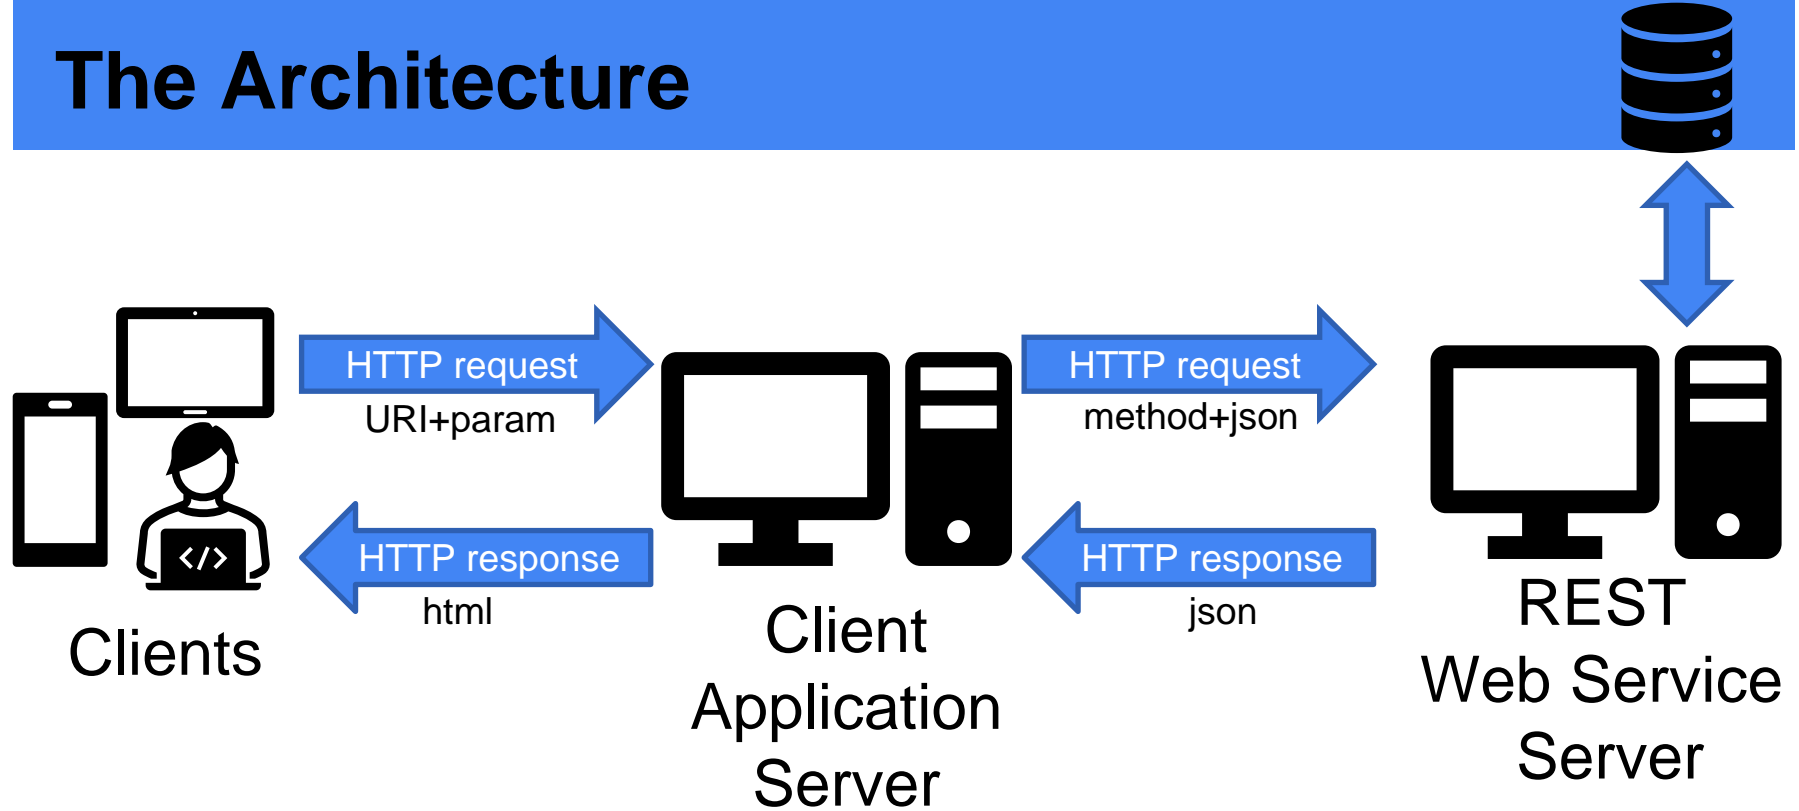 The Architecture
HTTP request
URI+param
HTTP response
html
Clients
</>
Client
Application
Server
HTTP request
method+json
HTTP response
json
REST
Web Service
Server